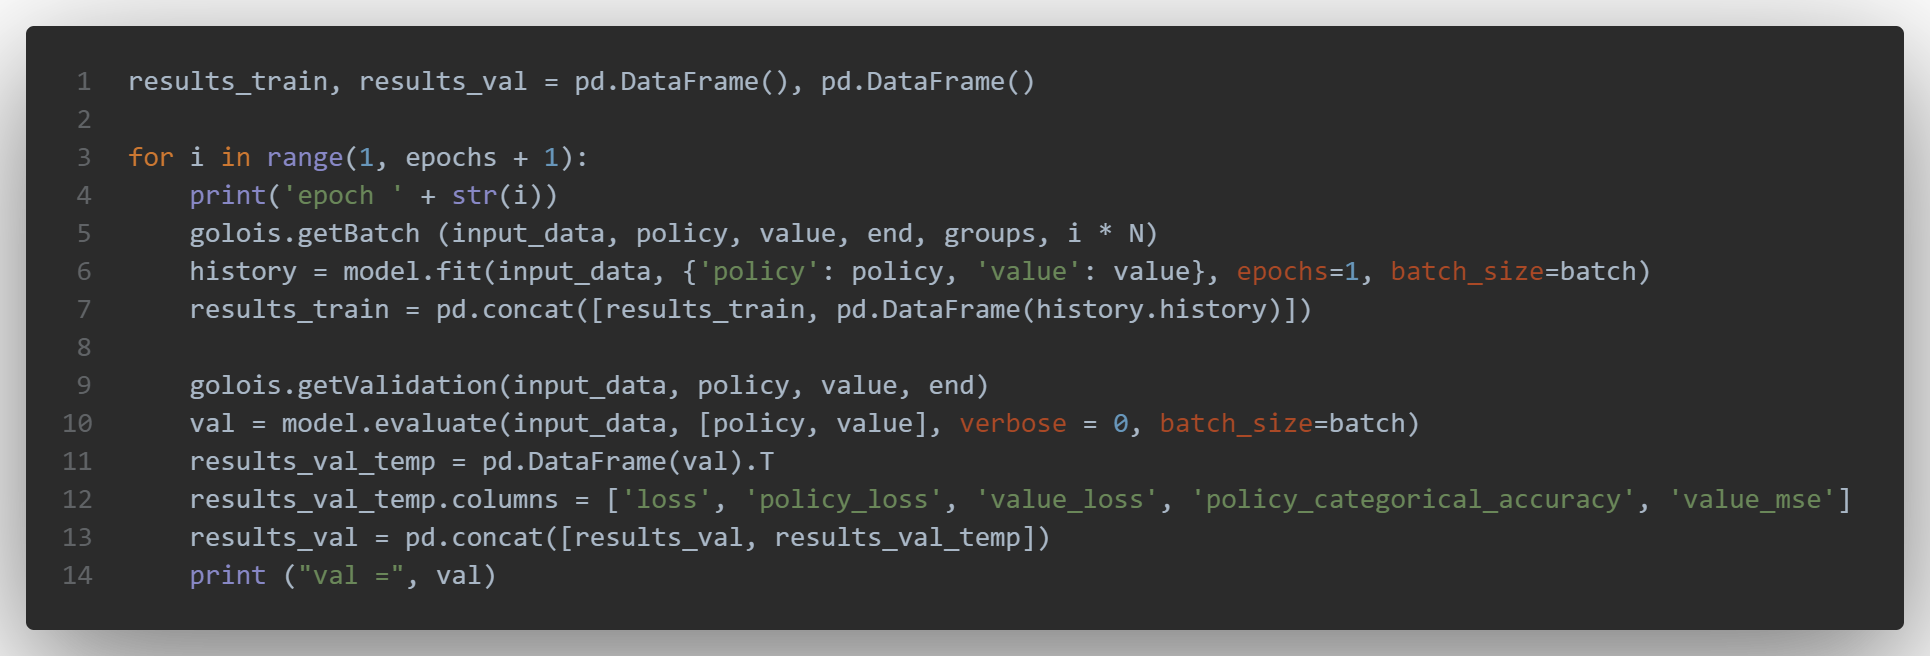 1 results_train, results_val = pd.DataFrame(), pd.DataFrame()
2
3 for i in range(1, epochs + 1):
4     print('epoch ' + str(i))
5     golois.getBatch (input_data, policy, value, end, groups, i * N)
6     history = model.fit(input_data, {'policy': policy, 'value': value}, epochs=1, batch_size=batch)
7     results_train = pd.concat([results_train, pd.DataFrame(history.history)])
8
9     golois.getValidation(input_data, policy, value, end)
10     val = model.evaluate(input_data, [policy, value], verbose = 0, batch_size=batch)
11     results_val_temp = pd.DataFrame(val).T
12     results_val_temp.columns = ['loss', 'policy_loss', 'value_loss', 'policy_categorical_accuracy', 'value_mse']
13     results_val = pd.concat([results_val, results_val_temp])
14     print ("val =", val)